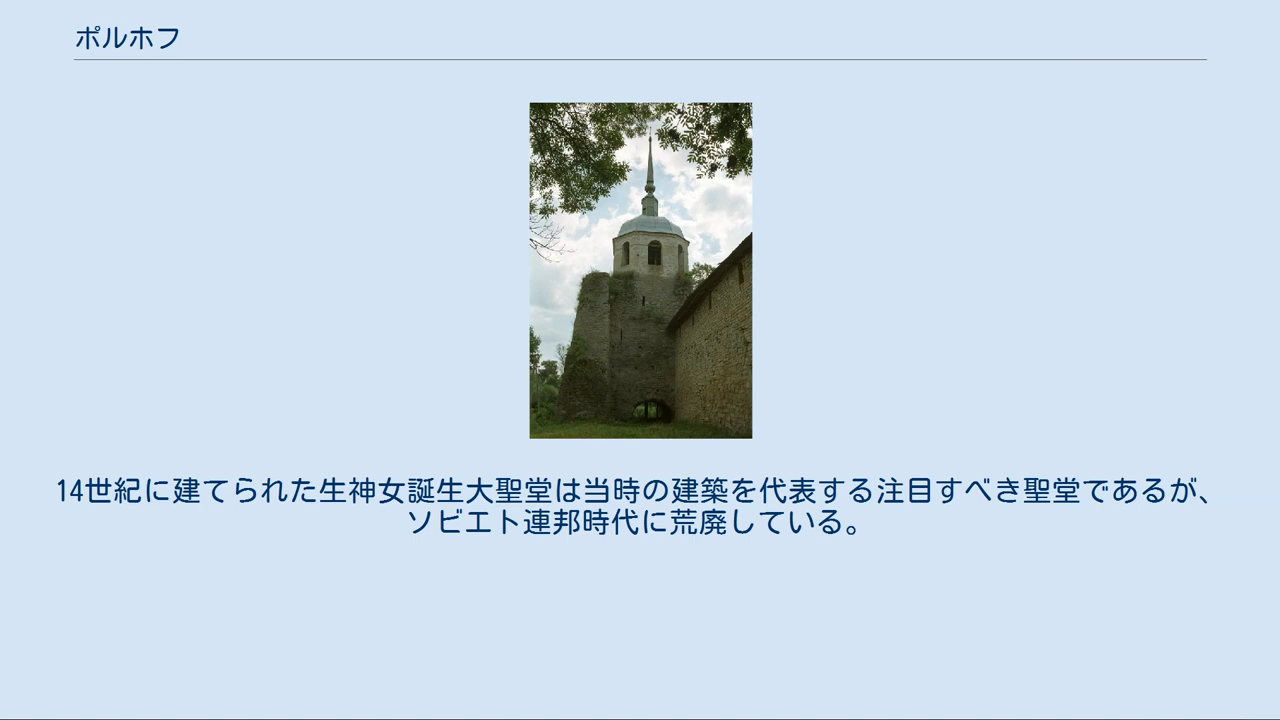 ポルホフ
14世紀に建てられた生神女誕生大聖堂は当時の建築を代表する注目すべき聖堂であるが、
ソビエト連邦時代に荒廃している。